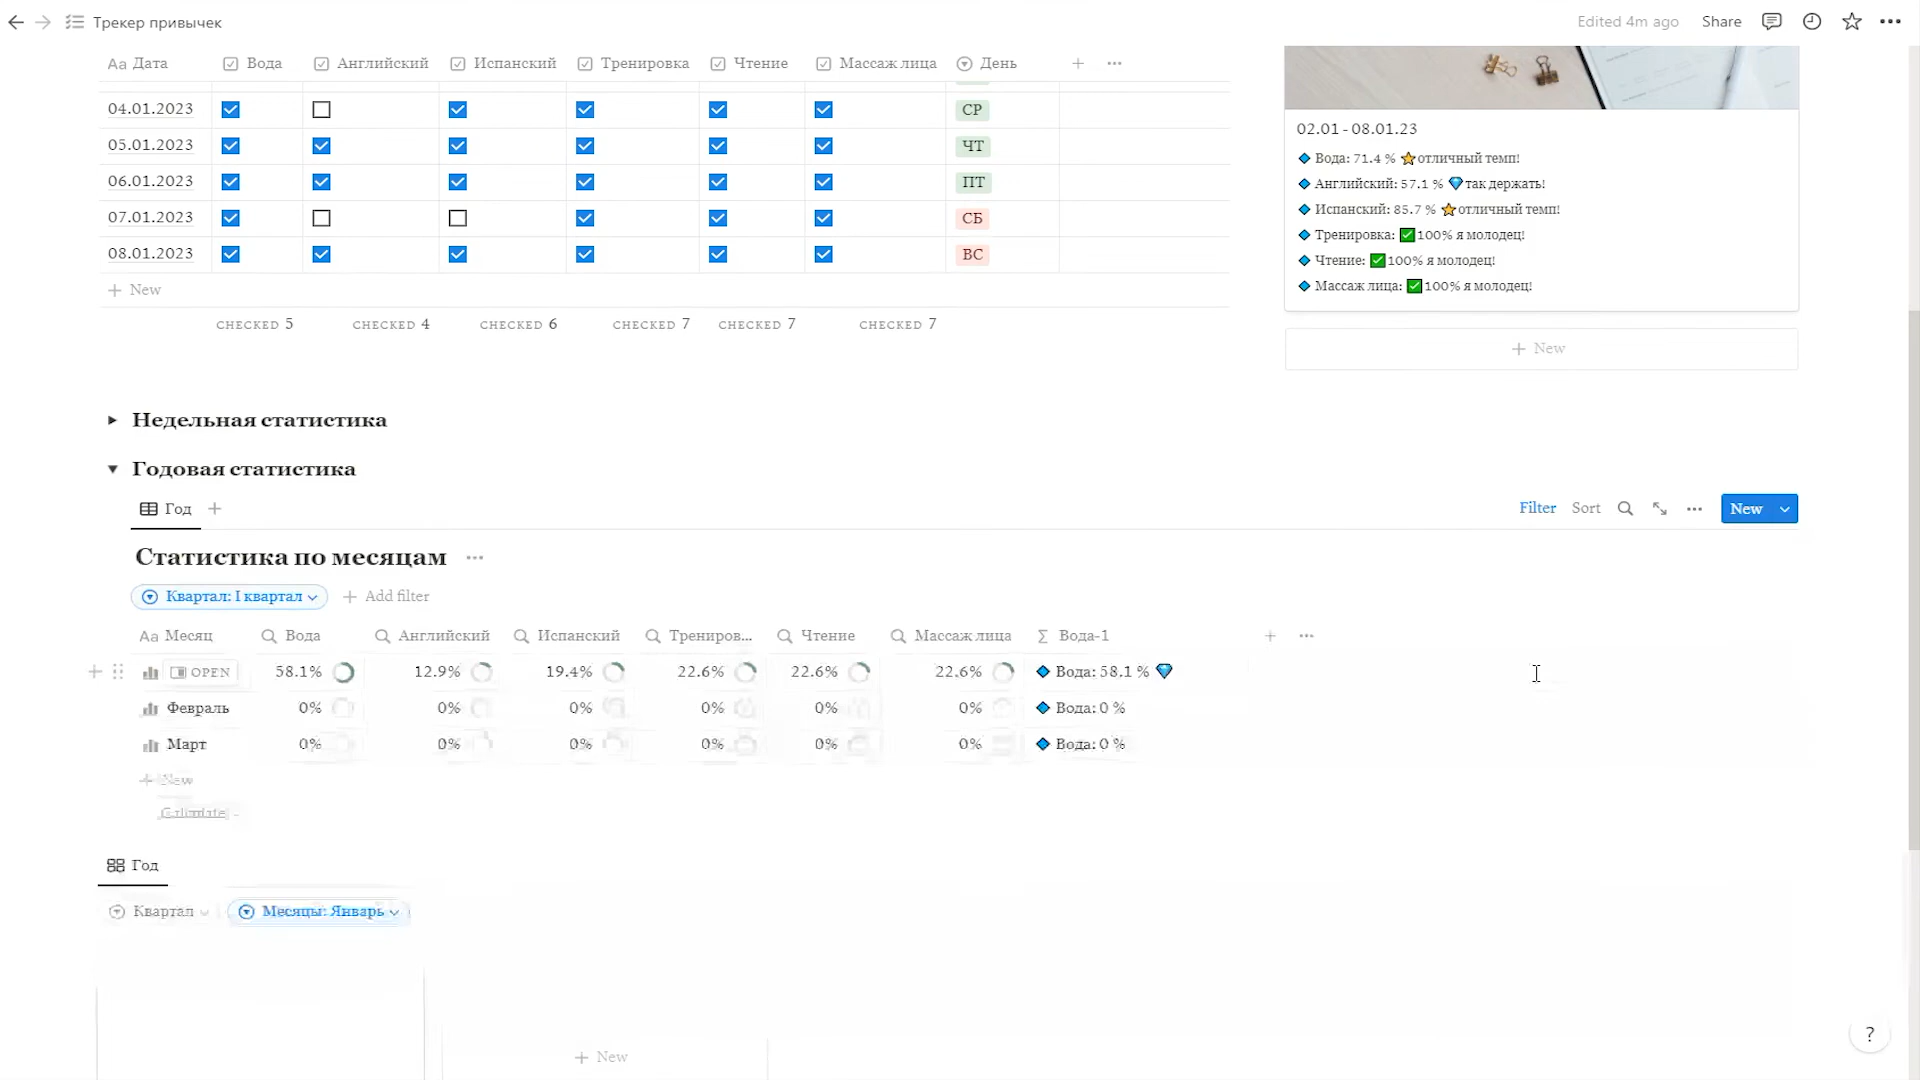 Трекер привычек
Edited 4m ago Share
Aa Дата Вода Английский Испанский Тренировка Чтение Массаж лица День
04.01.2023 СР
05.01.2023 ЧТ
06.01.2023 ПТ
07.01.2023 СБ
08.01.2023 ВС
+ New
CHECKED 5 CHECKED 4 CHECKED 6 CHECKED 7 CHECKED 7 CHECKED 7
02.01 - 08.01.23
Вода: 71.4 % ⭐отличный темп!
Английский: 57.1 % 💎так держать!
Испанский: 85.7 % ⭐отличный темп!
Тренировка: ✅100% я молодец!
Чтение: ✅100% я молодец!
Массаж лица: ✅100% я молодец!
+ New
Недельная статистика
Годовая статистика
Год +
Filter Sort New
Статистика по месяцам
Квартал: I квартал + Add filter
Aa Месяц Вода Английский Испанский Трениров... Чтение Массаж лица Σ Вода-1
OPEN 58.1% 12.9% 19.4% 22.6% 22.6% 22.6% Вода: 58.1 % 💎
Февраль 0% 0% 0% 0% 0% 0% Вода: 0 %
Март 0% 0% 0% 0% 0% 0% Вода: 0 %
+ New
Calculate
Год
Квартал Месяцы: Январь
+ New
?